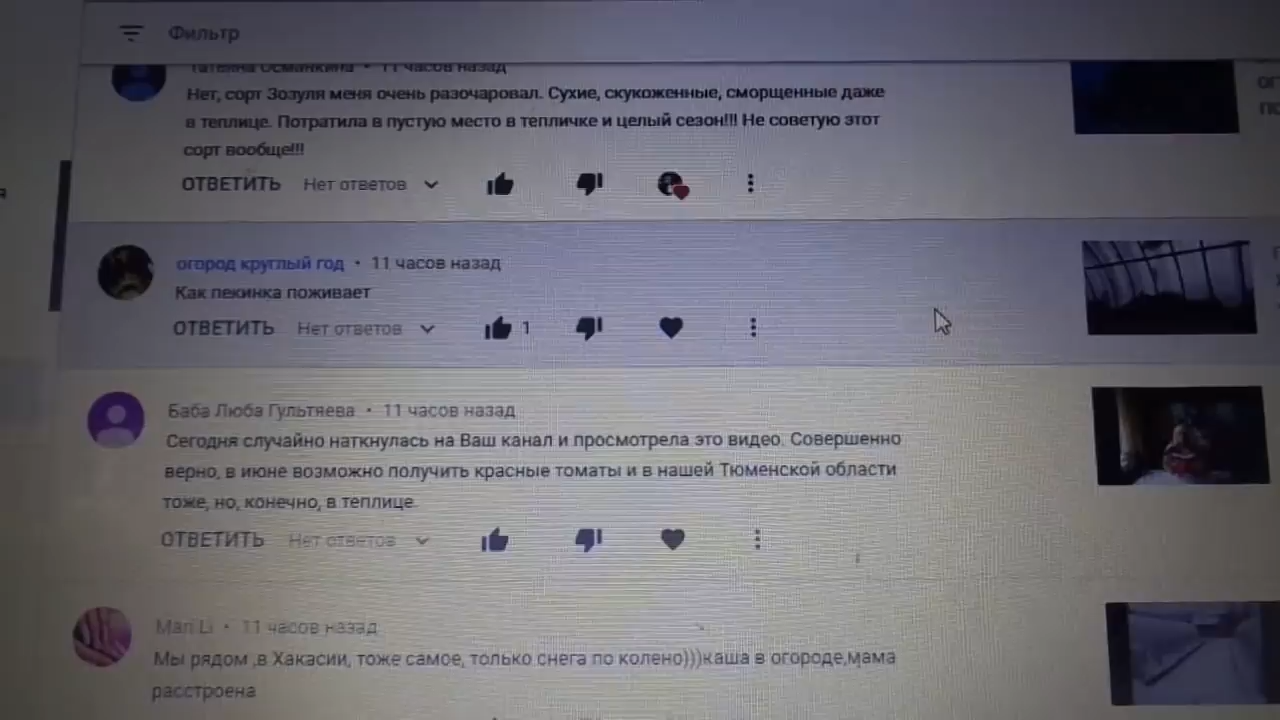 Фильтр
Татьяна Османкина • 11 часов назад
Нет, сорт Зозуля меня очень разочаровал. Сухие, скукоженные, сморщенные даже
в теплице. Потратила в пустую место в тепличке и целый сезон!!! Не советую этот
сорт вообще!!!
ОТВЕТИТЬ Нет ответов
огород круглый год • 11 часов назад
Как пекинка поживает
ОТВЕТИТЬ Нет ответов 1
Баба Люба Гультяева • 11 часов назад
Сегодня случайно наткнулась на Ваш канал и просмотрела это видео. Совершенно
верно, в июне возможно получить красные томаты и в нашей Тюменской области
тоже, но, конечно, в теплице.
ОТВЕТИТЬ Нет ответов
Mari Li • 11 часов назад
Мы рядом ,в Хакасии, тоже самое, только снега по колено)))каша в огороде,мама
расстроена